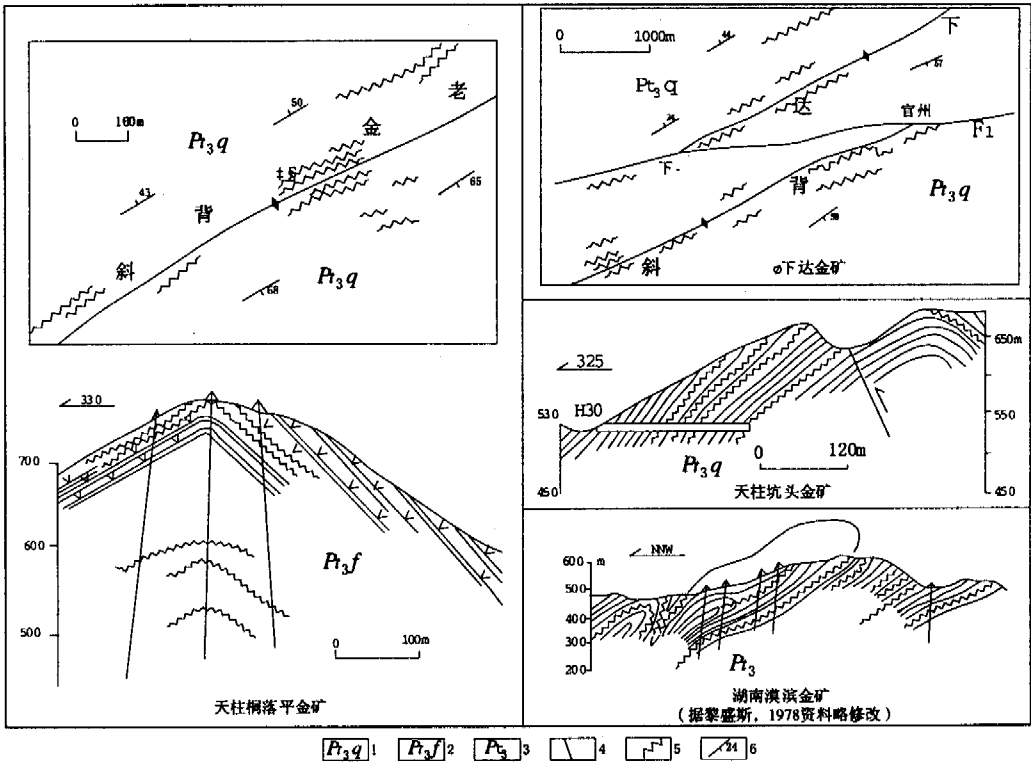 0 100m
Pt₃q
50
43
65
68
老
金
背
斜
Pt₃q
330
700
600
500
Pt₃f
0 100m
天柱桐落平金矿
0 1000m
44
67
Pt₃q
下
达
官州
F1
下
背
斜
Pt₃q
下达金矿
325
H30
530
450
650m
550
450
Pt₃q
0 120m
天柱坑头金矿
NNW
600 m
500
400
300
200
Pt₃
湖南漠滨金矿
(据黎盛斯，1978资料略修改)
Pt₃q 1 Pt₃f 2 Pt₃ 3 4 5 24 6